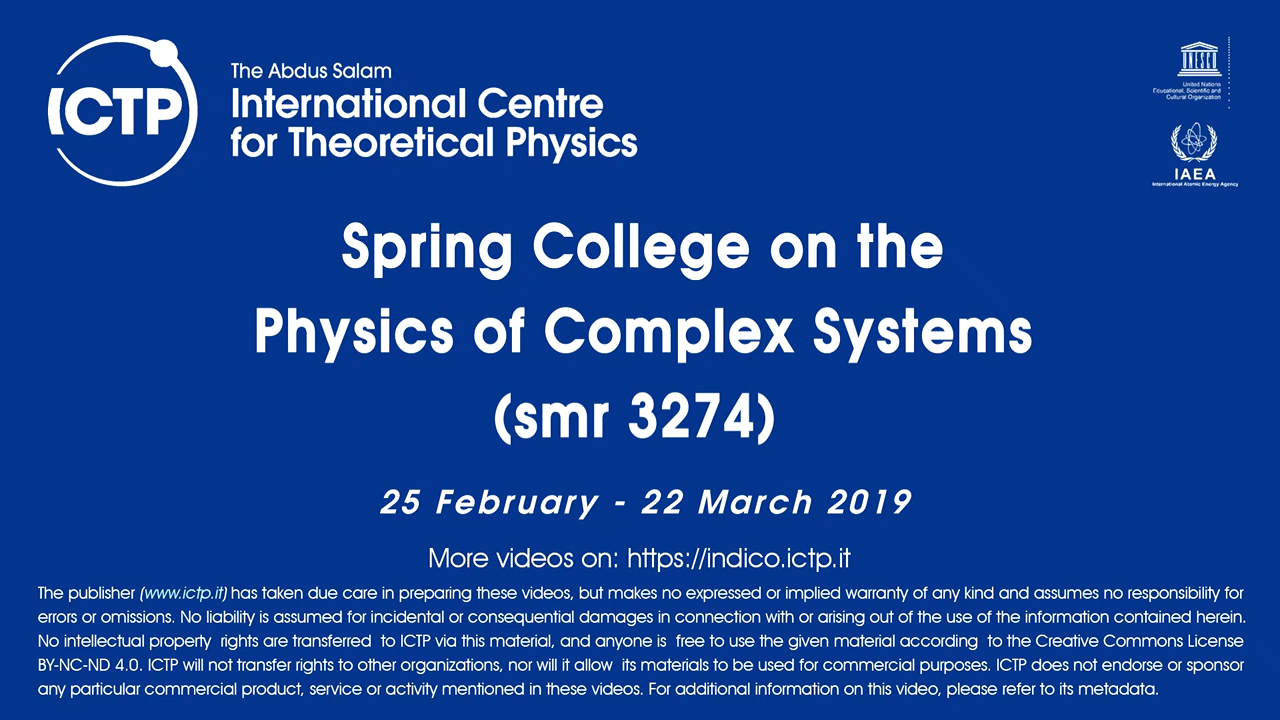 ICTP
The Abdus Salam
International Centre
for Theoretical Physics
UNESCO
United Nations
Educational, Scientific and
Cultural Organization
IAEA
International Atomic Energy Agency
Spring College on the
Physics of Complex Systems
(smr 3274)
25 February - 22 March 2019
More videos on: https://indico.ictp.it
The publisher (www.ictp.it) has taken due care in preparing these videos, but makes no expressed or implied warranty of any kind and assumes no responsibility for
errors or omissions. No liability is assumed for incidental or consequential damages in connection with or arising out of the use of the information contained herein.
No intellectual property rights are transferred to ICTP via this material, and anyone is free to use the given material according to the Creative Commons License
BY-NC-ND 4.0. ICTP will not transfer rights to other organizations, nor will it allow its materials to be used for commercial purposes. ICTP does not endorse or sponsor
any particular commercial product, service or activity mentioned in these videos. For additional information on this video, please refer to its metadata.